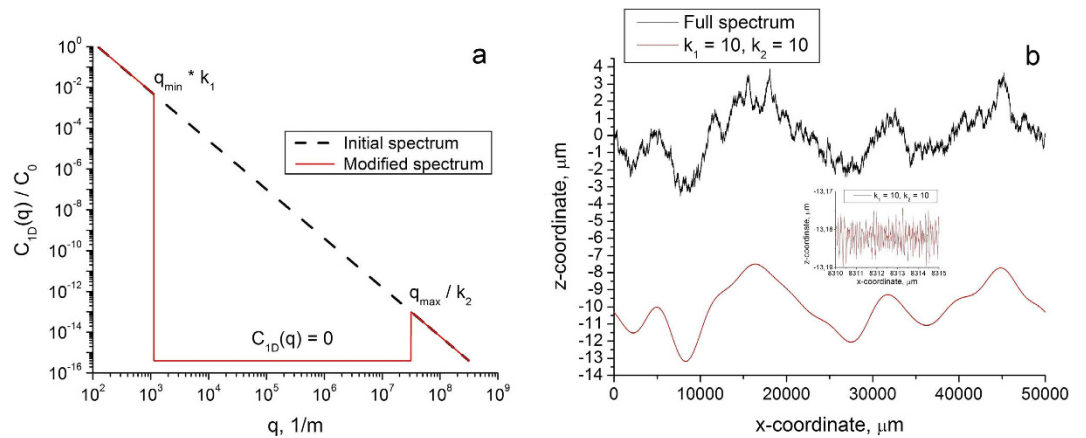 a
10^0
10^-2
10^-4
10^-6
10^-8
10^-10
10^-12
10^-14
10^-16
C_1D(q) / C_0
q_min * k_1
Initial spectrum
Modified spectrum
q_max / k_2
C_1D(q) = 0
10^2 10^3 10^4 10^5 10^6 10^7 10^8 10^9
q, 1/m
Full spectrum
k_1 = 10, k_2 = 10
b
4
3
2
1
0
-1
-2
-3
-4
-5
-6
-7
-8
-9
-10
-11
-12
-13
-14
z-coordinate, μm
k_1 = 10, k_2 = 10
-13,17
-13,18
-13,19
z-coordinate, μm
8310 8311 8312 8313 8314 8315
x-coordinate, μm
0 10000 20000 30000 40000 50000
x-coordinate, μm